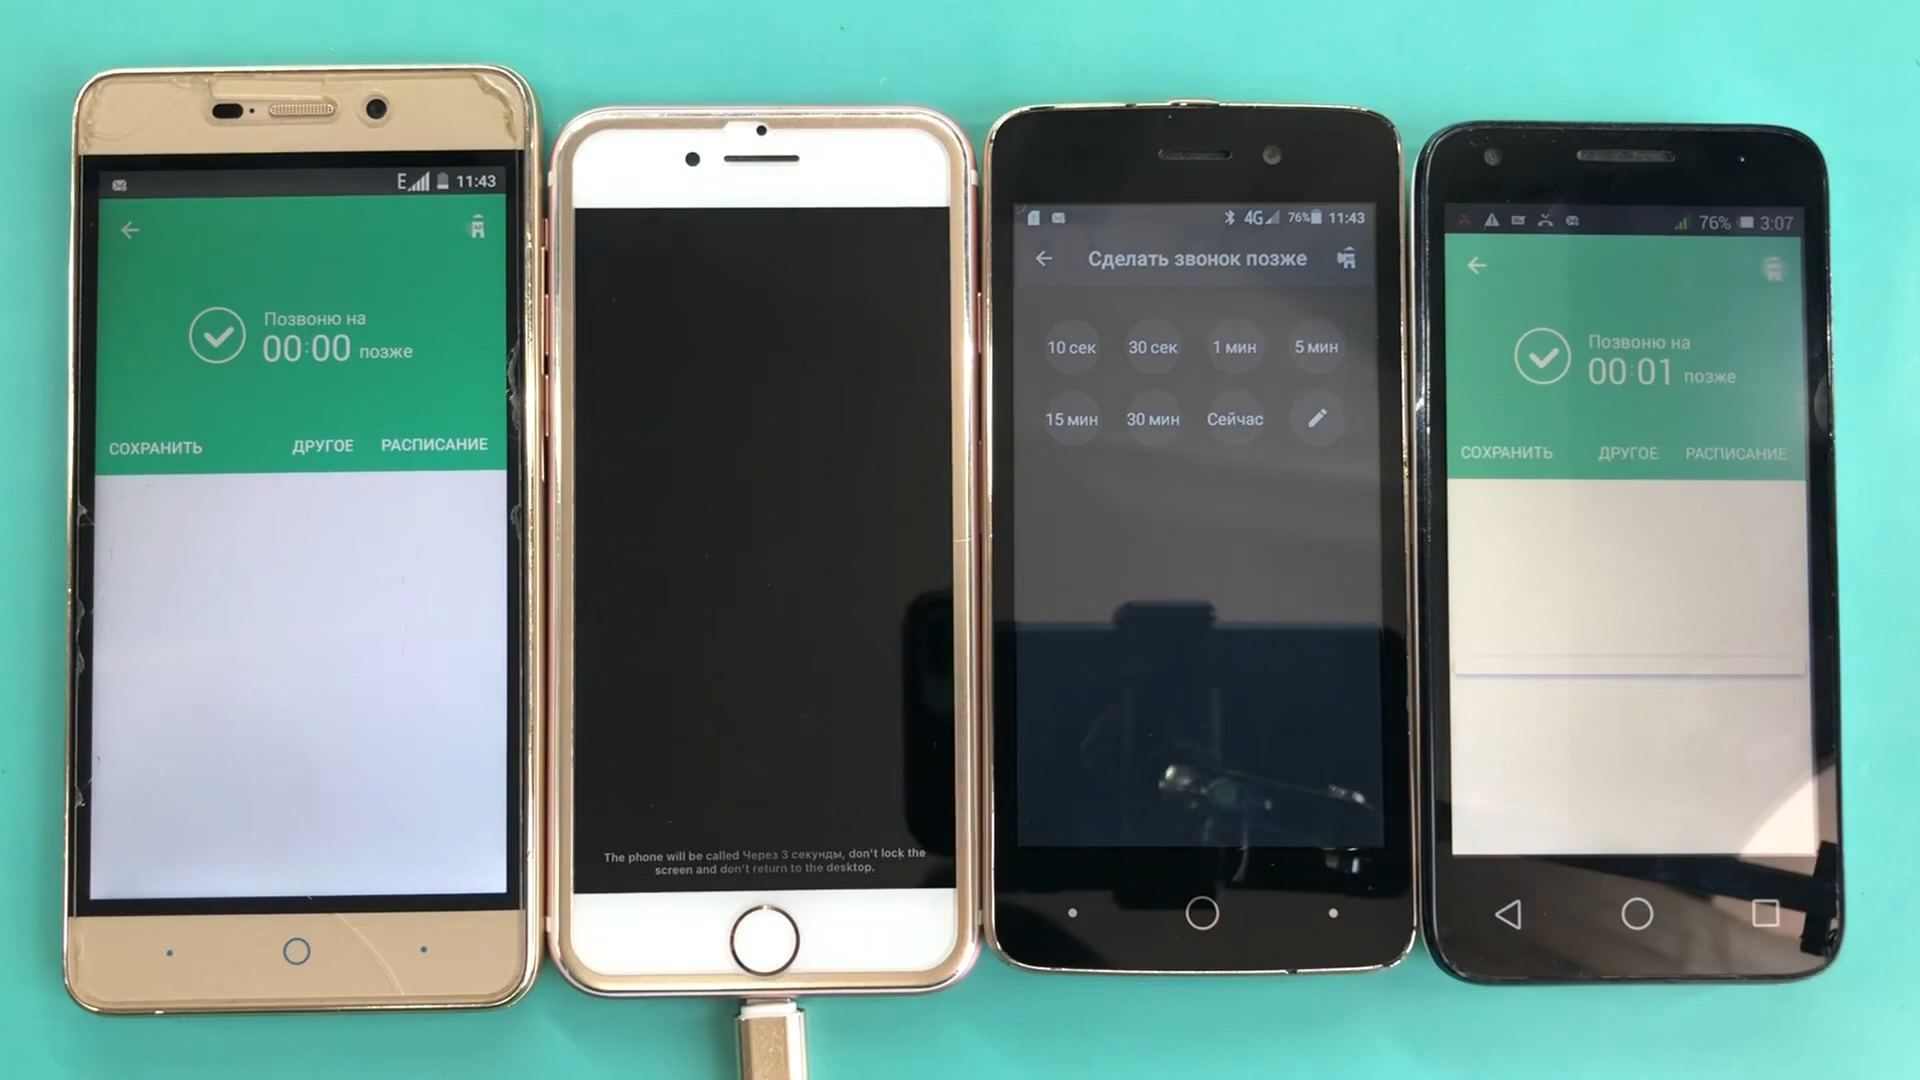 E 11:43
Позвоню на
00:00 позже
СОХРАНИТЬ ДРУГОЕ РАСПИСАНИЕ
The phone will be called Через 3 секунды, don't lock the
screen and don't return to the desktop.
4G 76% 11:43
Сделать звонок позже
10 сек 30 сек 1 мин 5 мин
15 мин 30 мин Сейчас
76% 3:07
Позвоню на
00:01 позже
СОХРАНИТЬ ДРУГОЕ РАСПИСАНИЕ